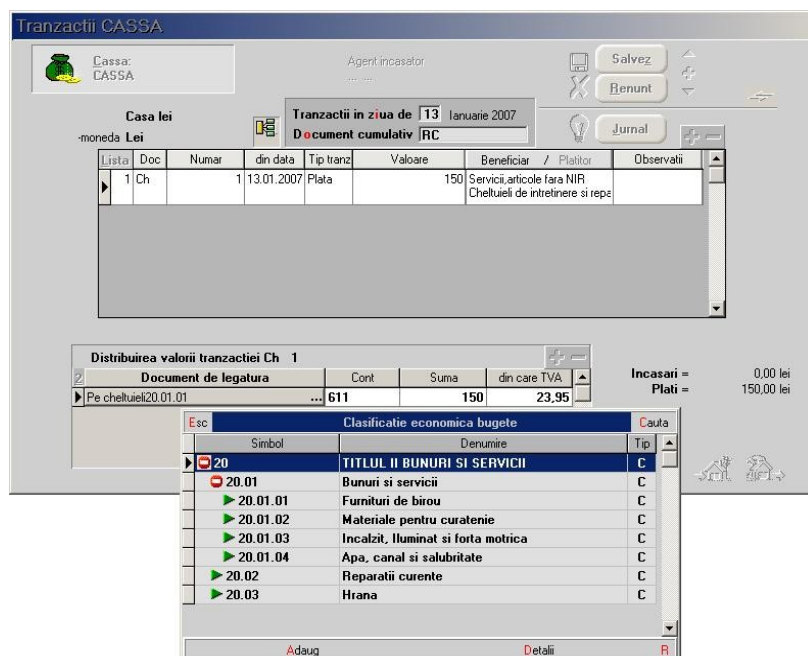 Tranzactii CASSA
Cassa:
CASSA
Agent incasator
Salvez
Renunt
Casa lei
-moneda Lei
Tranzactii in ziua de 13 Ianuarie 2007
Document cumulativ RC
Jurnal
Lista Doc Numar din data Tip tranz Valoare Beneficiar / Platitor Observatii
1 Ch 1 13.01.2007 Plata 150 Servicii,articole fara NIR
Cheltuieli de intretinere si repa
Distribuirea valorii tranzactiei Ch 1
2 Document de legatura Cont Suma din care TVA
Pe cheltuieli20.01.01 ... 611 150 23,95
Incasari = 0,00 lei
Plati = 150,00 lei
Esc Clasificatie economica bugete Cauta
Simbol Denumire Tip
20 TITLUL II BUNURI SI SERVICII C
20.01 Bunuri si servicii C
20.01.01 Furnituri de birou C
20.01.02 Materiale pentru curatenie C
20.01.03 Incalzit, Iluminat si forta motrica C
20.01.04 Apa, canal si salubritate C
20.02 Reparatii curente C
20.03 Hrana C
Adaug Detalii R